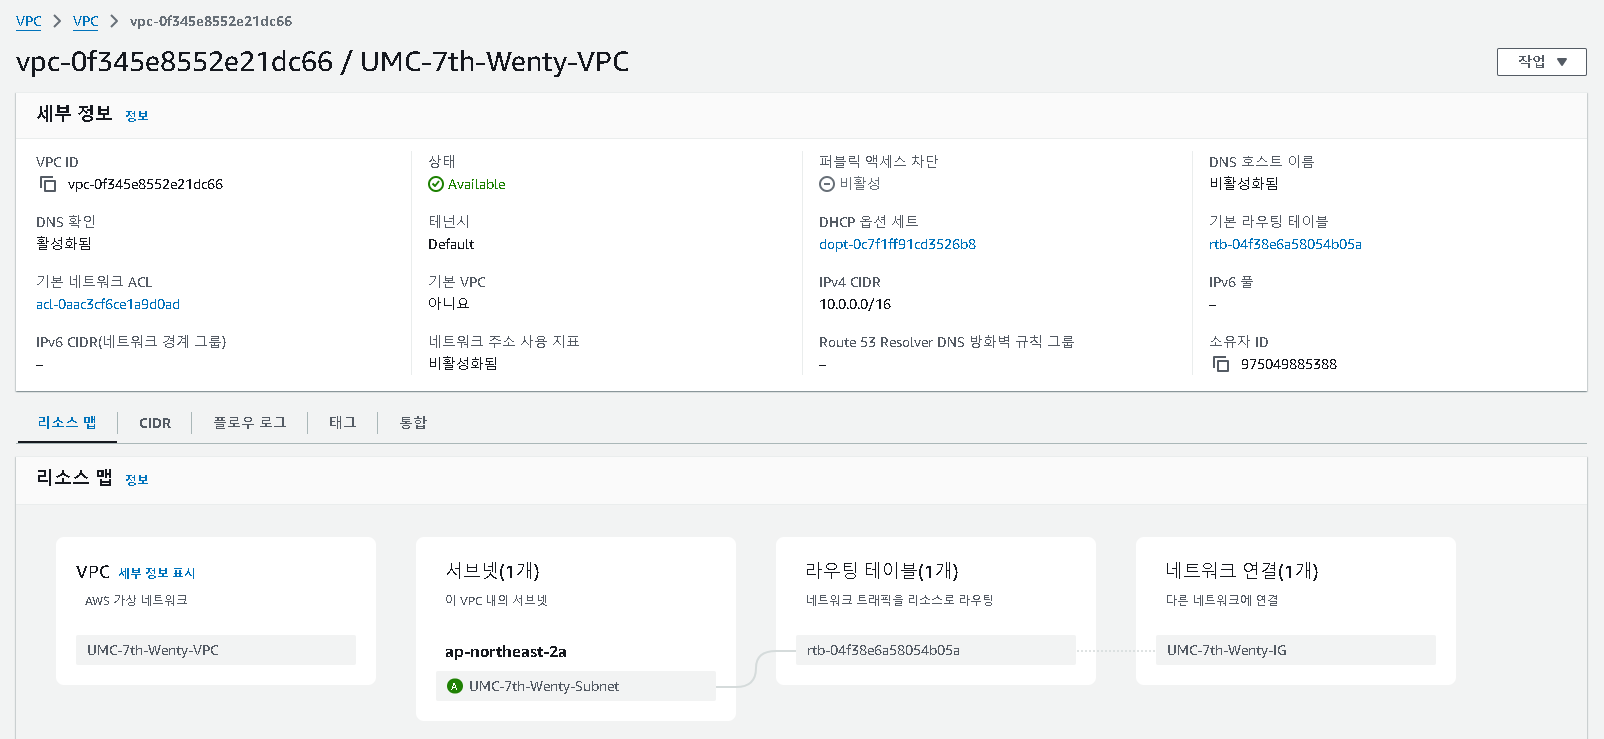 VPC > VPC > vpc-0f345e8552e21dc66
vpc-0f345e8552e21dc66 / UMC-7th-Wenty-VPC
작업 ▼
세부 정보 정보
VPC ID
vpc-0f345e8552e21dc66
상태
Available
퍼블릭 액세스 차단
비활성
DNS 호스트 이름
비활성화됨
DNS 확인
활성화됨
테넌시
Default
DHCP 옵션 세트
dopt-0c7f1ff91cd3526b8
기본 라우팅 테이블
rtb-04f38e6a58054b05a
기본 네트워크 ACL
acl-0aac3cf6ce1a9d0ad
기본 VPC
아니요
IPv4 CIDR
10.0.0.0/16
IPv6 풀
–
IPv6 CIDR(네트워크 경계 그룹)
–
네트워크 주소 사용 지표
비활성화됨
Route 53 Resolver DNS 방화벽 규칙 그룹
–
소유자 ID
975049885388
리소스 맵 CIDR 플로우 로그 태그 통합
리소스 맵 정보
VPC 세부 정보 표시
AWS 가상 네트워크
UMC-7th-Wenty-VPC
서브넷(1개)
이 VPC 내의 서브넷
ap-northeast-2a
A UMC-7th-Wenty-Subnet
라우팅 테이블(1개)
네트워크 트래픽을 리소스로 라우팅
rtb-04f38e6a58054b05a
네트워크 연결(1개)
다른 네트워크에 연결
UMC-7th-Wenty-IG